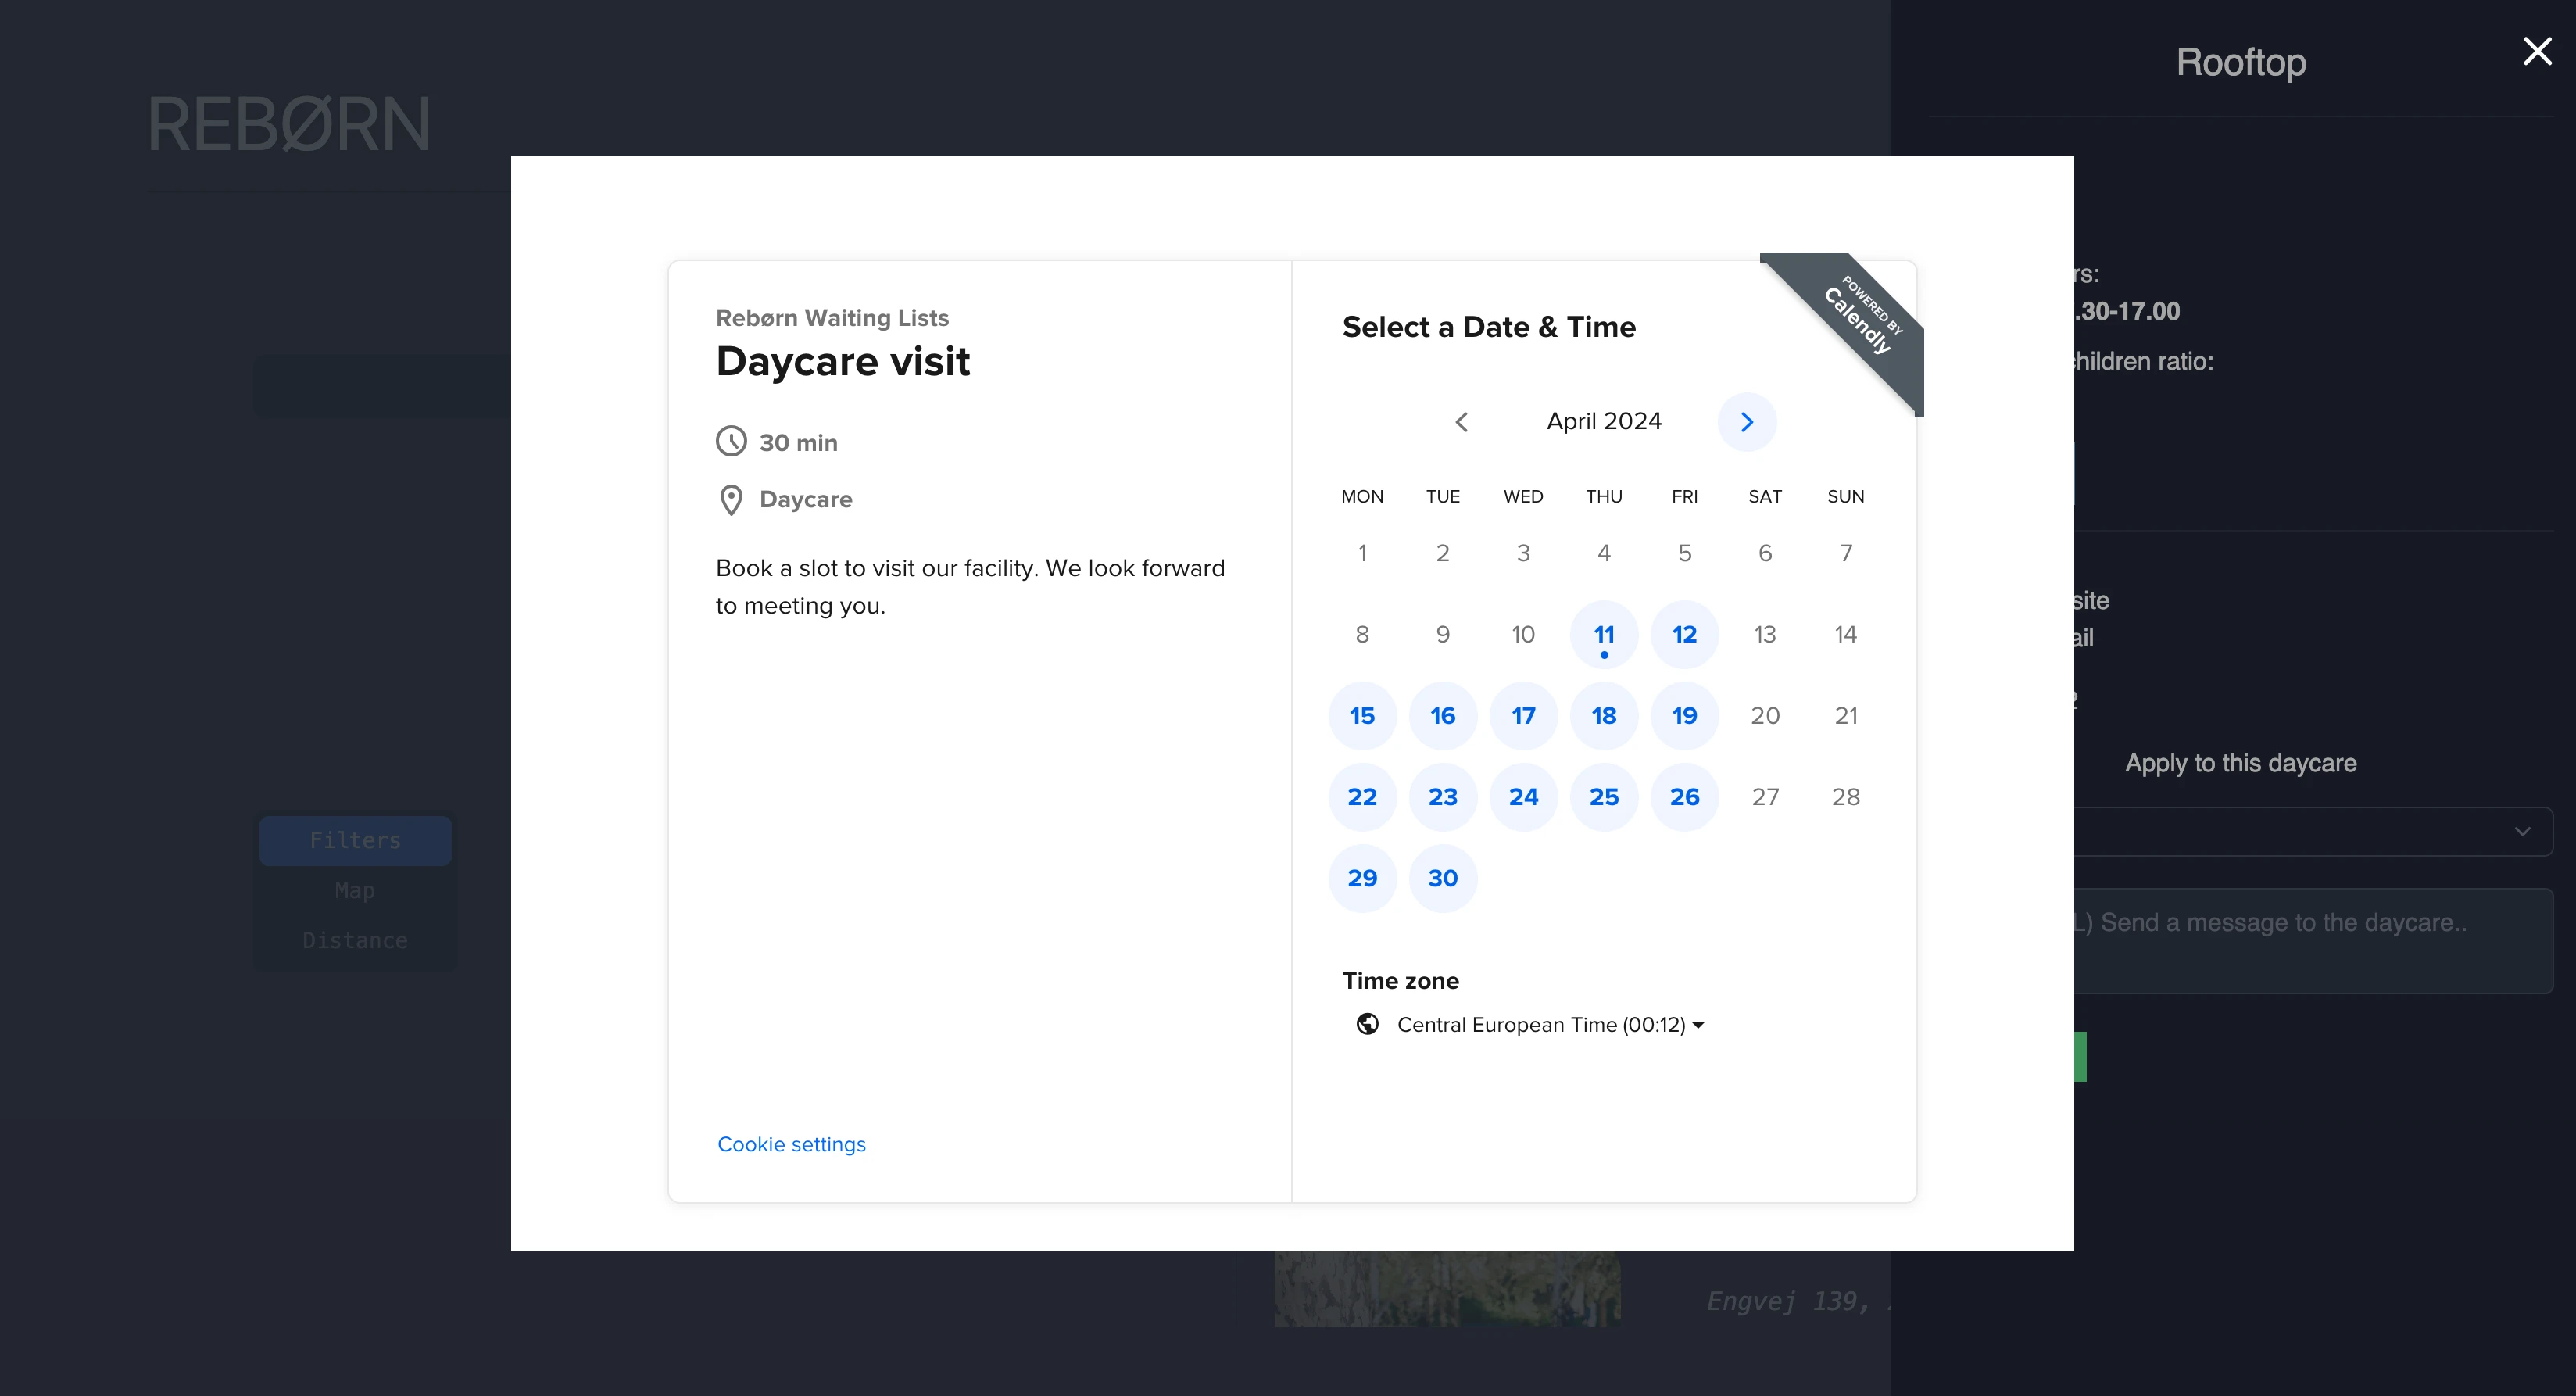 REBØRN
Rooftop
Rebørn Waiting Lists
Daycare visit
30 min
Daycare
Book a slot to visit our facility. We look forward
to meeting you.
Cookie settings
Select a Date & Time
POWERED BY
Calendly
April 2024
MON TUE WED THU FRI SAT SUN
1 2 3 4 5 6 7
8 9 10 11 12 13 14
15 16 17 18 19 20 21
22 23 24 25 26 27 28
29 30
Time zone
Central European Time (00:12)
rs:
.30-17.00
children ratio:
site
ail
Apply to this daycare
L) Send a message to the daycare..
Filters
Map
Distance
Engvej 139,